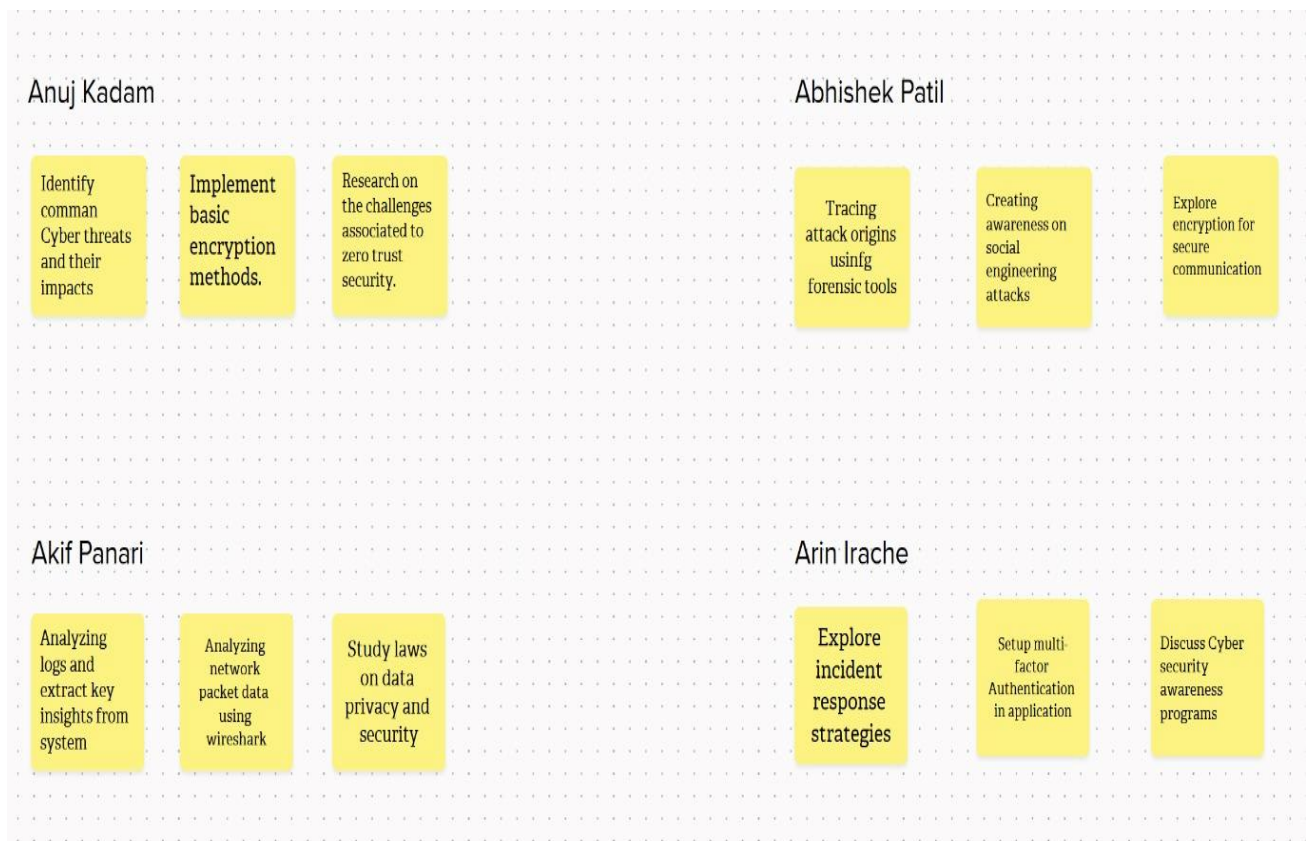 Anuj Kadam
Identify
comman
Cyber threats
and their
impacts
Implement
basic
encryption
methods.
Research on
the challenges
associated to
zero trust
security.
Abhishek Patil
Tracing
attack origins
usinfg
forensic tools
Creating
awareness on
social
engineering
attacks
Explore
encryption for
secure
communication
Akif Panari
Analyzing
logs and
extract key
insights from
system
Analyzing
network
packet data
using
wireshark
Study laws
on data
privacy and
security
Arin Irache
Explore
incident
response
strategies
Setup multi-
factor
Authentication
in application
Discuss Cyber
security
awareness
programs